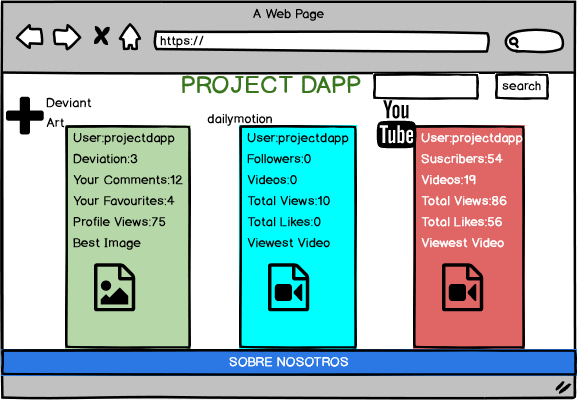 A Web Page
https://
PROJECT DAPP
search
Deviant
Art
dailymotion
You
Tube
User:projectdapp
Deviation:3
Your Comments:12
Your Favourites:4
Profile Views:75
Best Image
User:projectdapp
Followers:0
Videos:0
Total Views:10
Total Likes:0
Viewest Video
User:projectdapp
Suscribers:54
Videos:19
Total Views:86
Total Likes:56
Viewest Video
SOBRE NOSOTROS